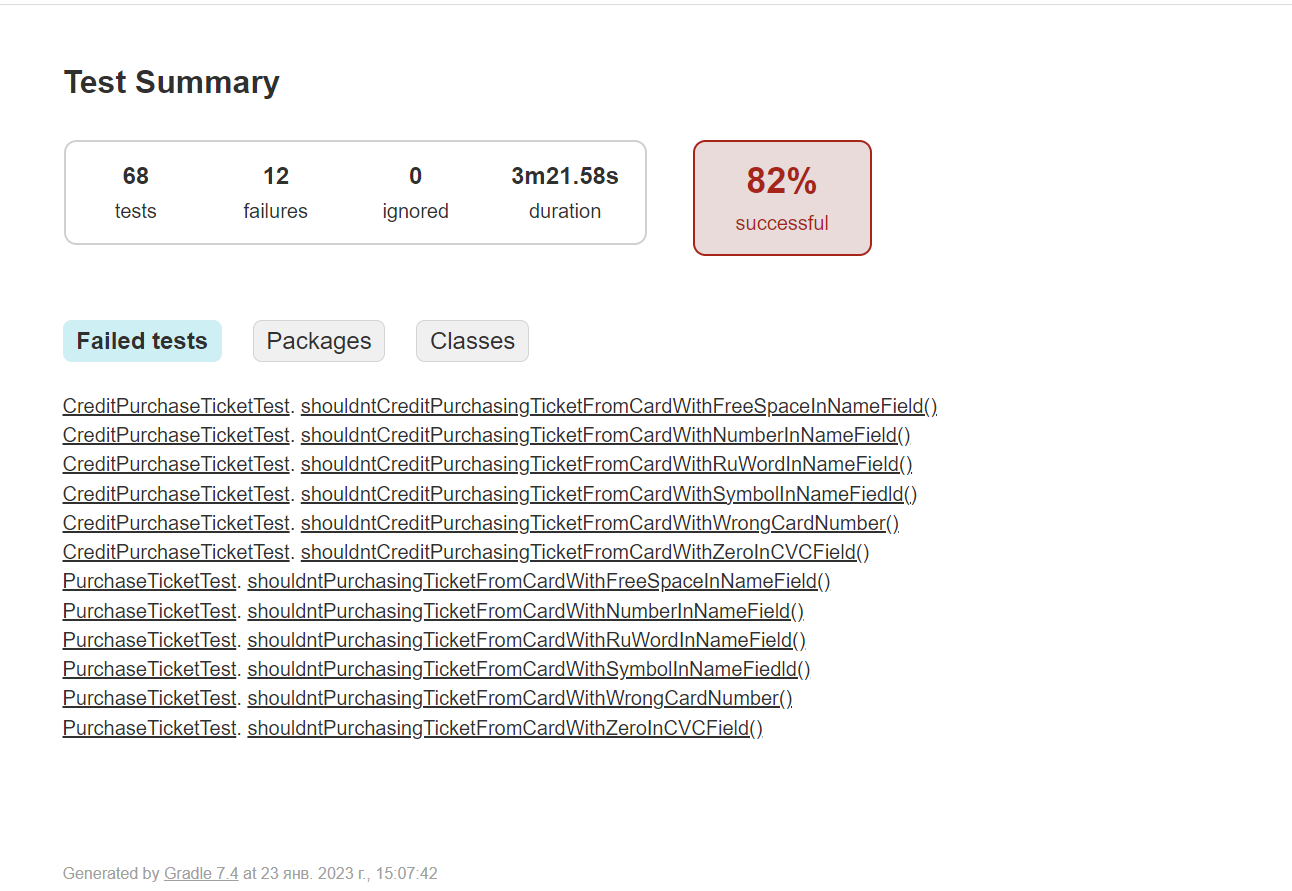 Test Summary
68
tests
12
failures
0
ignored
3m21.58s
duration
82%
successful
Failed tests
Packages
Classes
CreditPurchaseTicketTest. shouldntCreditPurchasingTicketFromCardWithFreeSpaceInNameField()
CreditPurchaseTicketTest. shouldntCreditPurchasingTicketFromCardWithNumberInNameField()
CreditPurchaseTicketTest. shouldntCreditPurchasingTicketFromCardWithRuWordInNameField()
CreditPurchaseTicketTest. shouldntCreditPurchasingTicketFromCardWithSymbolInNameFiedld()
CreditPurchaseTicketTest. shouldntCreditPurchasingTicketFromCardWithWrongCardNumber()
CreditPurchaseTicketTest. shouldntCreditPurchasingTicketFromCardWithZeroInCVCField()
PurchaseTicketTest. shouldntPurchasingTicketFromCardWithFreeSpaceInNameField()
PurchaseTicketTest. shouldntPurchasingTicketFromCardWithNumberInNameField()
PurchaseTicketTest. shouldntPurchasingTicketFromCardWithRuWordInNameField()
PurchaseTicketTest. shouldntPurchasingTicketFromCardWithSymbolInNameFiedld()
PurchaseTicketTest. shouldntPurchasingTicketFromCardWithWrongCardNumber()
PurchaseTicketTest. shouldntPurchasingTicketFromCardWithZeroInCVCField()
Generated by Gradle 7.4 at 23 янв. 2023 г., 15:07:42